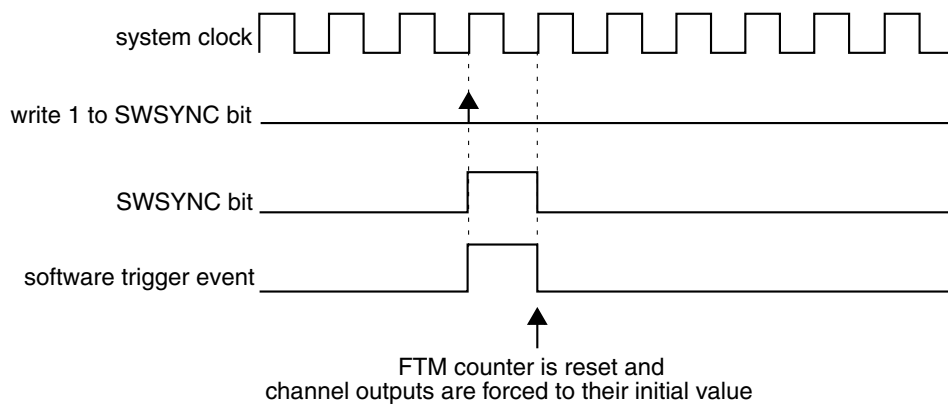 system clock
write 1 to SWSYNC bit
SWSYNC bit
software trigger event
FTM counter is reset and
channel outputs are forced to their initial value